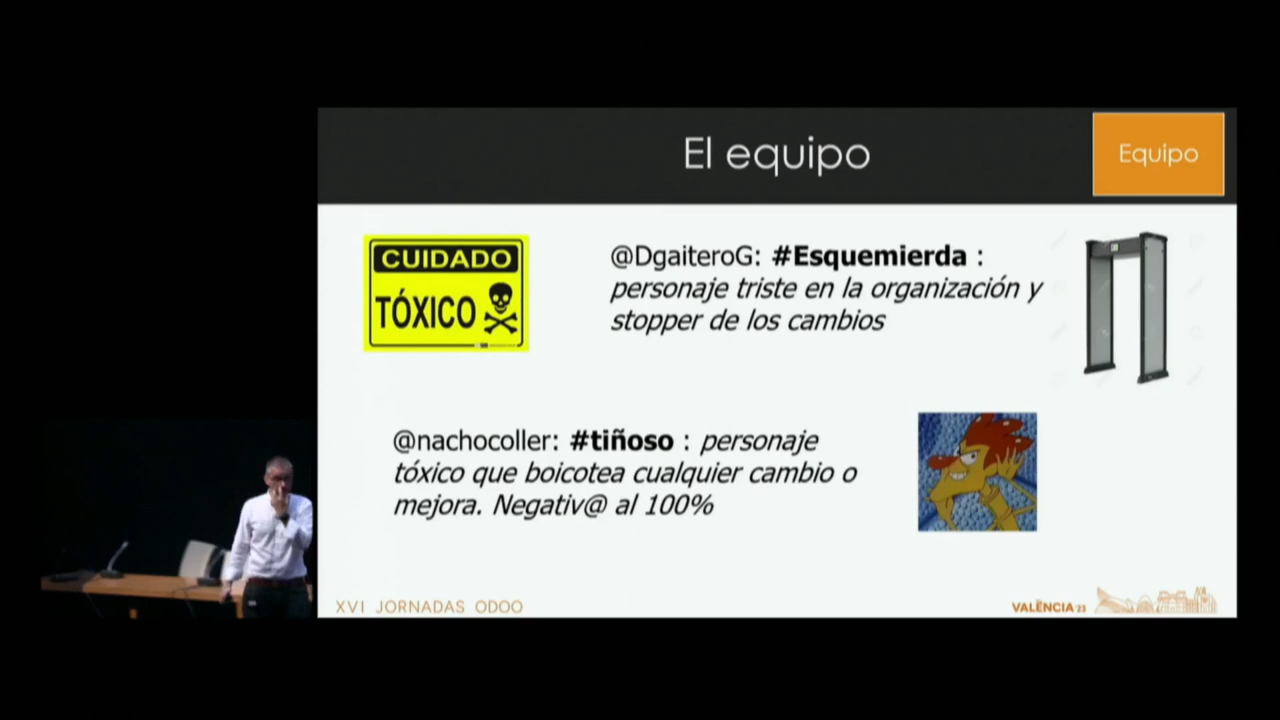 El equipo
Equipo
CUIDADO
TÓXICO
@DgaiteroG: #Esquemierda :
personaje triste en la organización y
stopper de los cambios
@nachocoller: #tiñoso : personaje
tóxico que boicotea cualquier cambio o
mejora. Negativ@ al 100%
XVI JORNADAS ODOO
VALÈNCIA'23